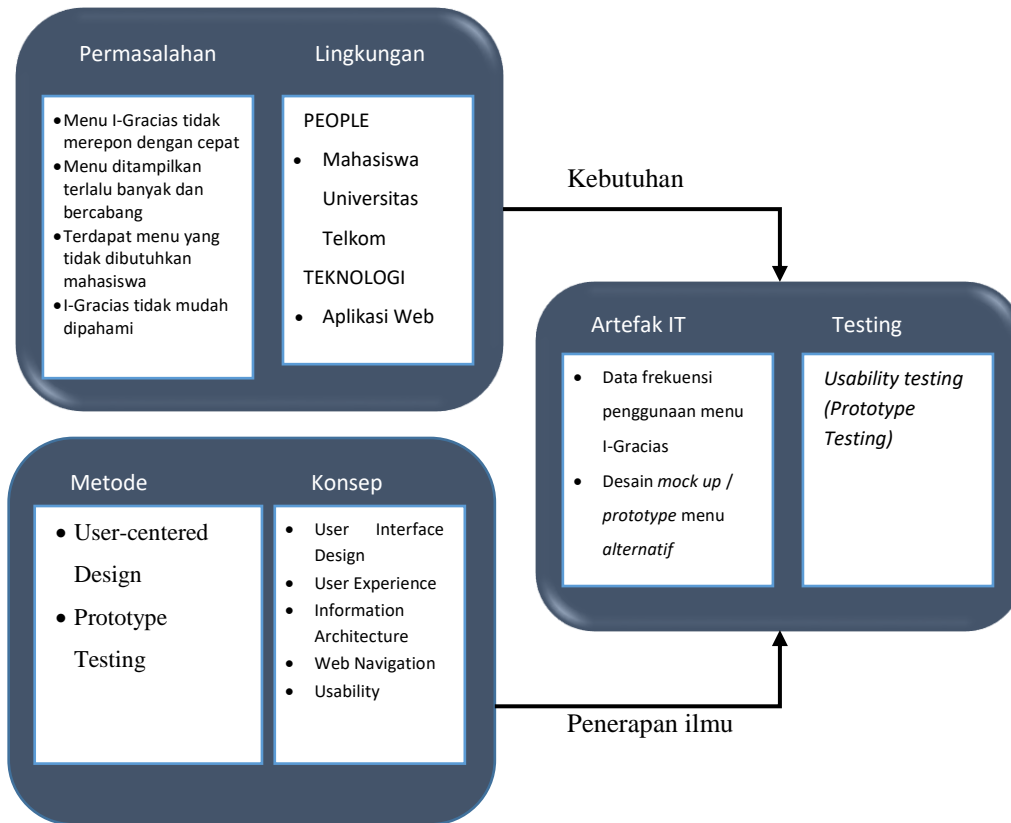 Permasalahan
Lingkungan
• Menu I-Gracias tidak
merepon dengan cepat
• Menu ditampilkan
terlalu banyak dan
bercabang
• Terdapat menu yang
tidak dibutuhkan
mahasiswa
• I-Gracias tidak mudah
dipahami
PEOPLE
• Mahasiswa
Universitas
Telkom
TEKNOLOGI
• Aplikasi Web
Kebutuhan
Artefak IT
Testing
• Data frekuensi
penggunaan menu
I-Gracias
• Desain mock up /
prototype menu
alternatif
Usability testing
(Prototype
Testing)
Metode
Konsep
• User-centered
Design
• Prototype
Testing
• User Interface
Design
• User Experience
• Information
Architecture
• Web Navigation
• Usability
Penerapan ilmu